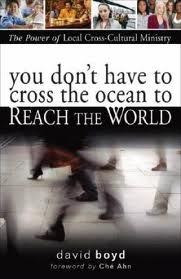 The Power of Local Cross-Cultural Ministry
you don't have to
cross the ocean to
REACH THE WORLD
david boyd
foreword by Ché Ahn